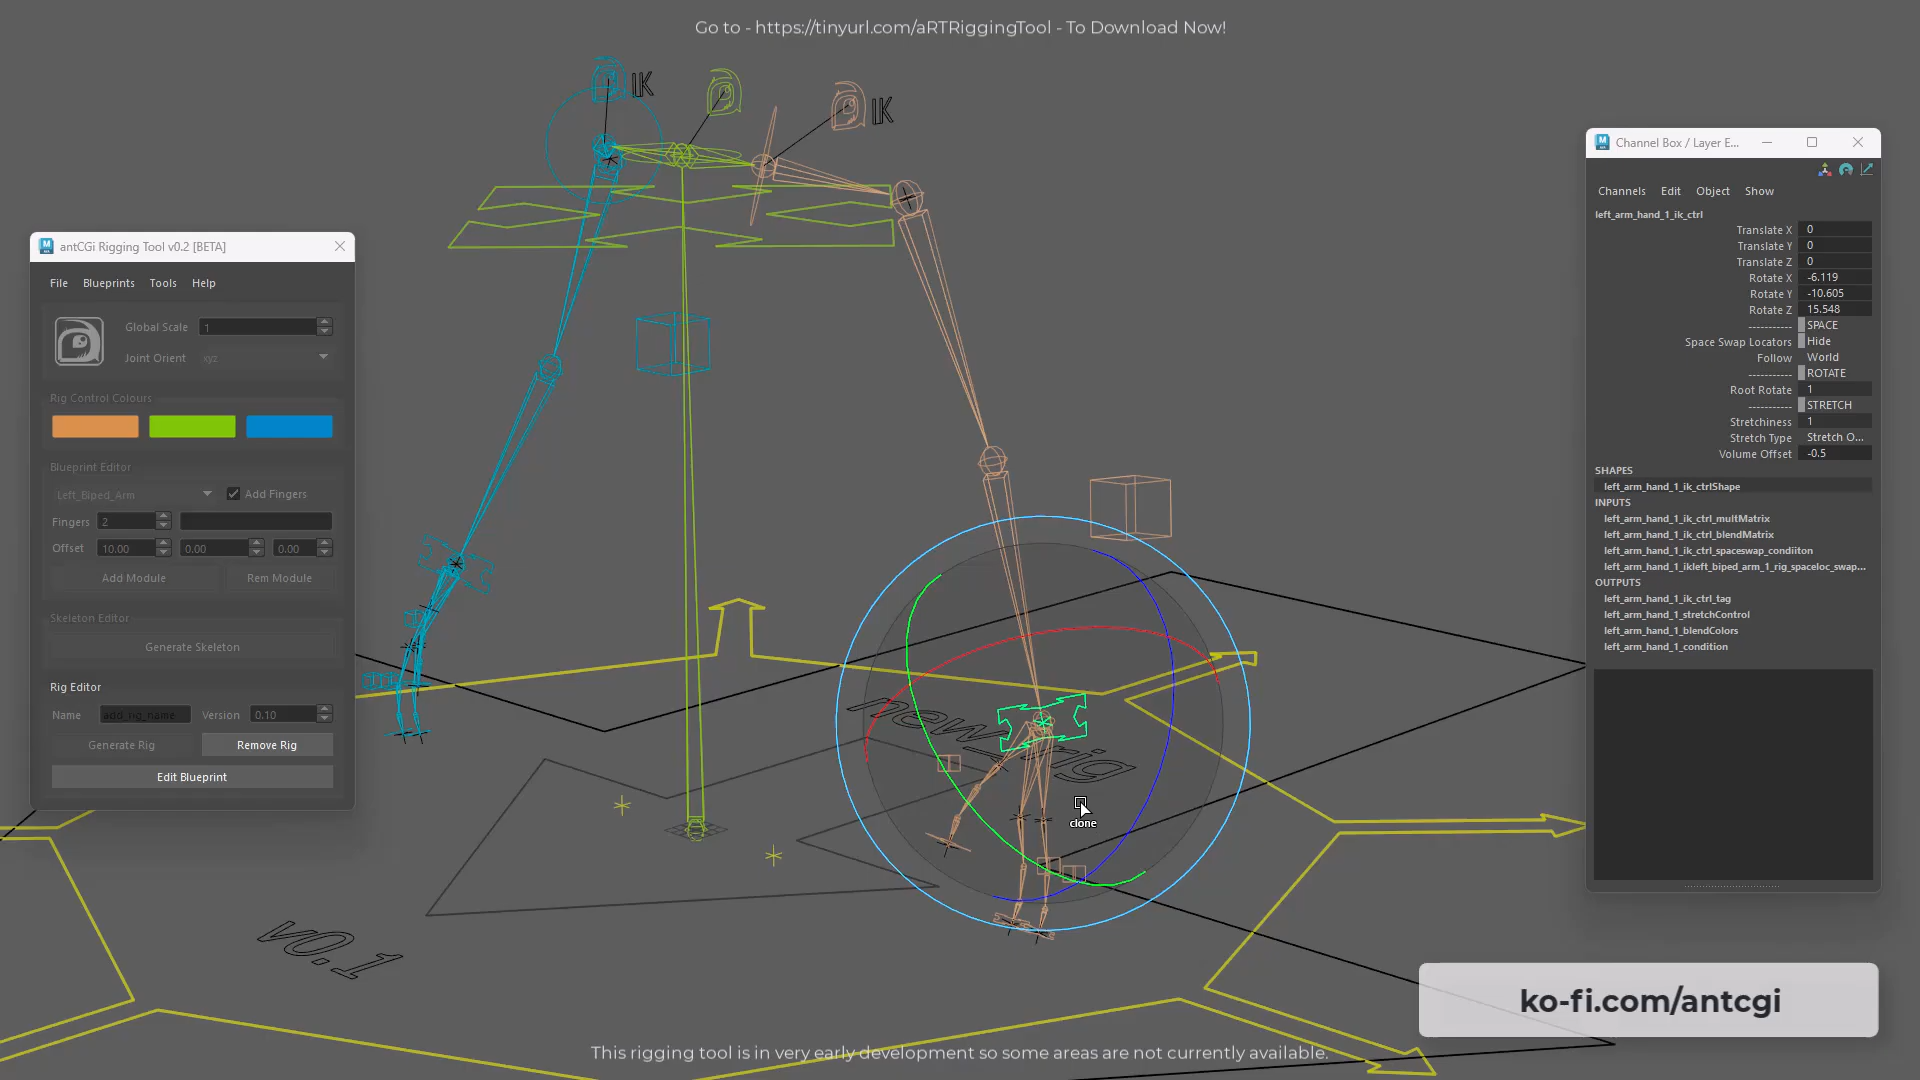 Go to - https://tinyurl.com/aRTRiggingTool - To Download Now!
IK
IK
antCGi Rigging Tool v0.2 [BETA]
File Blueprints Tools Help
Global Scale 1
Joint Orient xyz
Rig Control Colours
Blueprint Editor
Left_Biped_Arm Add Fingers
Fingers 2
Offset 10.00 0.00 0.00
Add Module Rem Module
Skeleton Editor
Generate Skeleton
Rig Editor
Name add_rig_name Version 0.10
Generate Rig Remove Rig
Edit Blueprint
new_rig
clone
v0.1
Channel Box / Layer E...
Channels Edit Object Show
left_arm_hand_1_ik_ctrl
Translate X 0
Translate Y 0
Translate Z 0
Rotate X -6.119
Rotate Y -10.605
Rotate Z 15.548
----------- SPACE
Space Swap Locators Hide
Follow World
----------- ROTATE
Root Rotate 1
----------- STRETCH
Stretchiness 1
Stretch Type Stretch O...
Volume Offset -0.5
SHAPES
left_arm_hand_1_ik_ctrlShape
INPUTS
left_arm_hand_1_ik_ctrl_multMatrix
left_arm_hand_1_ik_ctrl_blendMatrix
left_arm_hand_1_ik_ctrl_spaceswap_condiiton
left_arm_hand_1_ikleft_biped_arm_1_rig_spaceloc_swap...
OUTPUTS
left_arm_hand_1_ik_ctrl_tag
left_arm_hand_1_stretchControl
left_arm_hand_1_blendColors
left_arm_hand_1_condition
ko-fi.com/antcgi
This rigging tool is in very early development so some areas are not currently available.